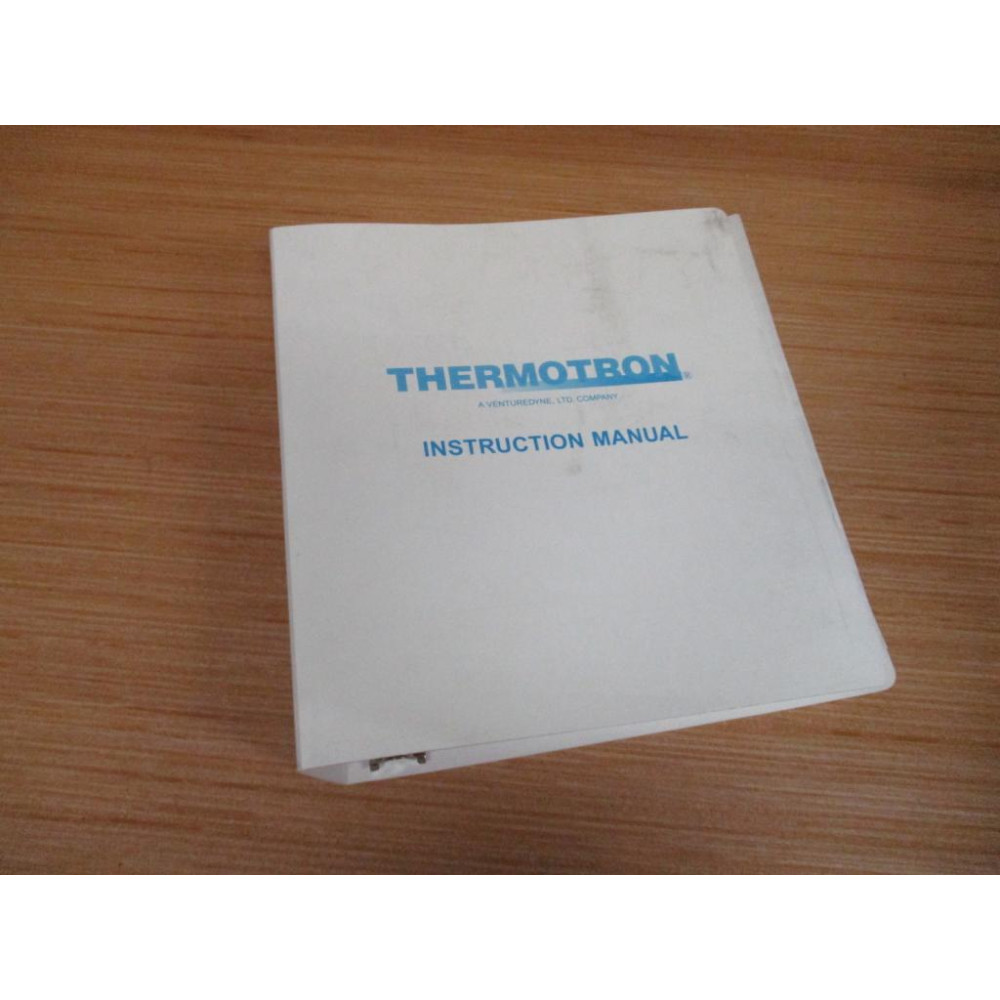 THERMOTRON®
A VENTUREDYNE, LTD. COMPANY
INSTRUCTION MANUAL